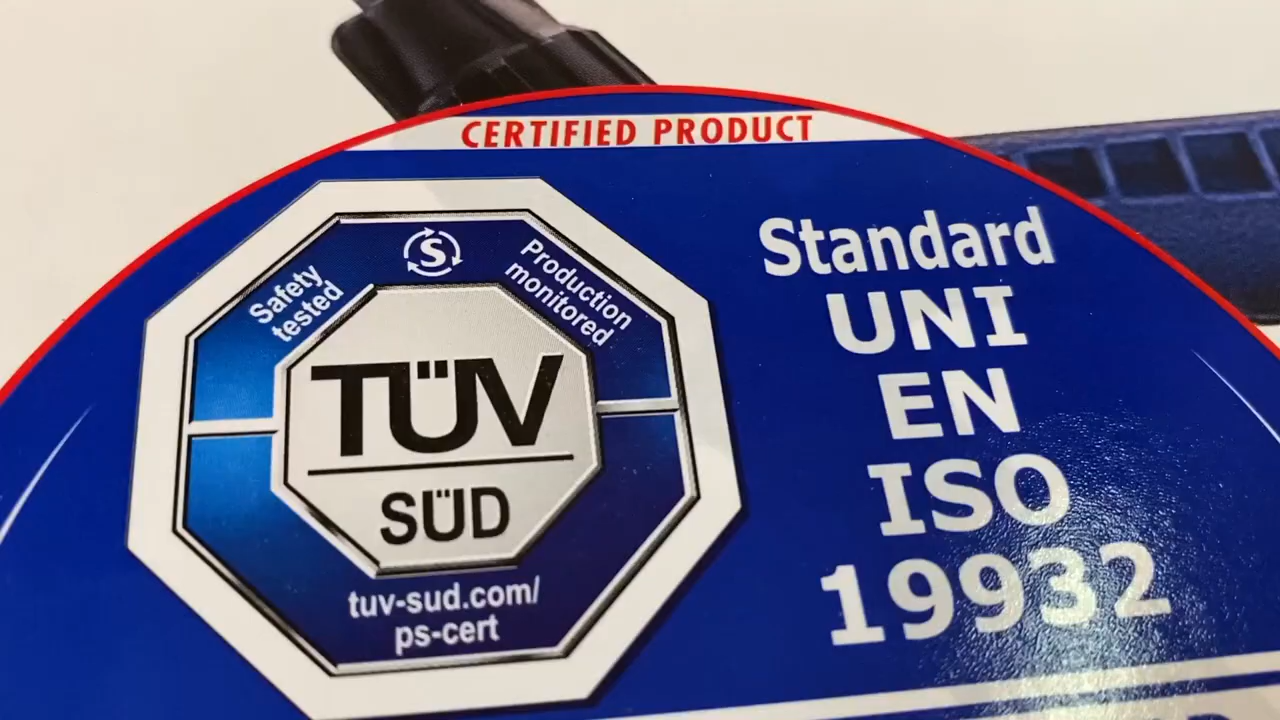 CERTIFIED PRODUCT
Safety
tested
S
Production
monitored
TÜV
SÜD
tuv-sud.com/
ps-cert
Standard
UNI
EN
ISO
19932